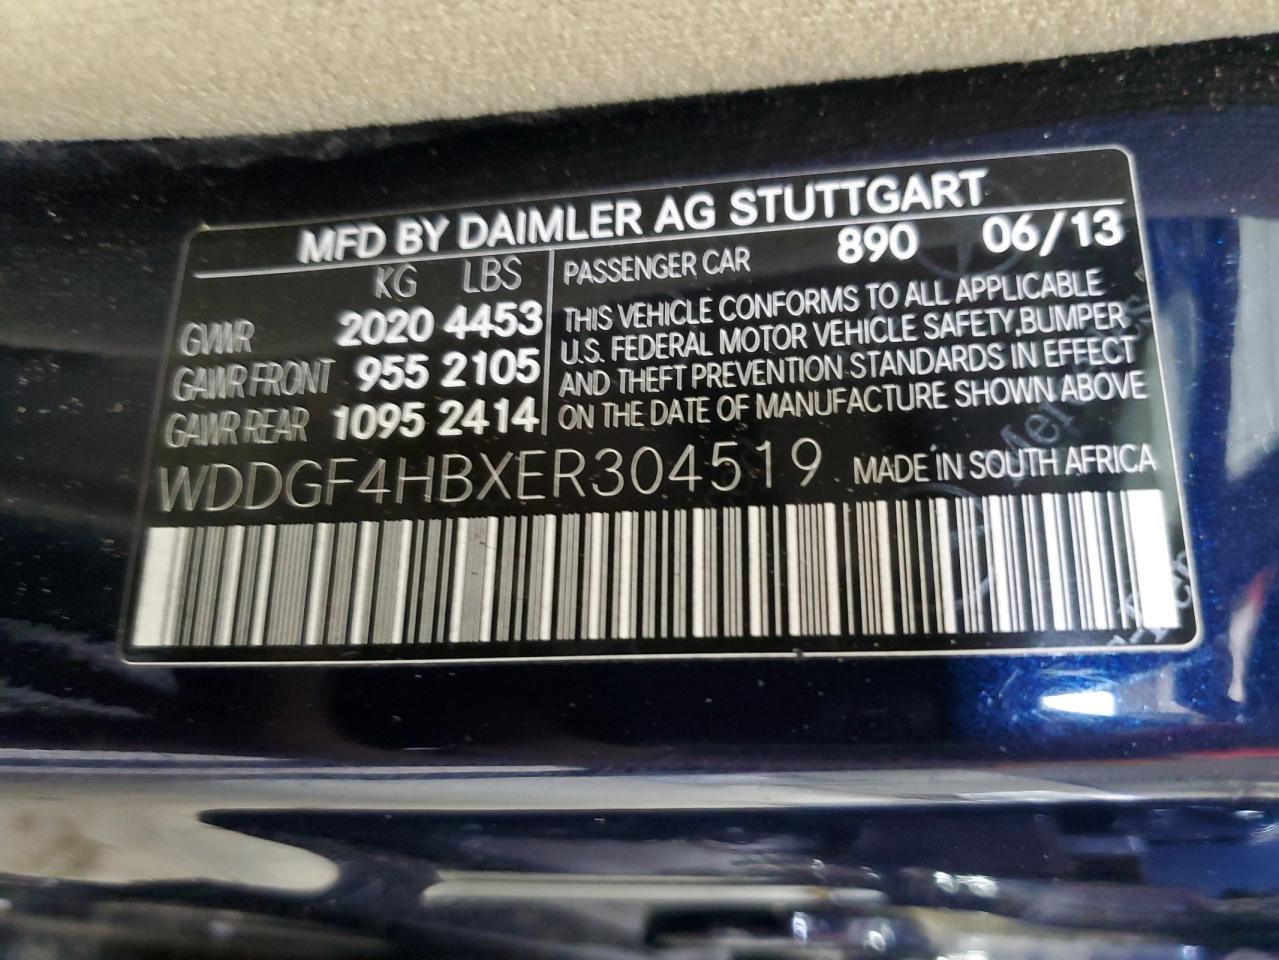 MFD BY DAIMLER AG STUTTGART
KG LBS
GVWR 2020 4453
GAWR FRONT 955 2105
GAWR REAR 1095 2414
PASSENGER CAR 890 06/13
THIS VEHICLE CONFORMS TO ALL APPLICABLE
U.S. FEDERAL MOTOR VEHICLE SAFETY,BUMPER
AND THEFT PREVENTION STANDARDS IN EFFECT
ON THE DATE OF MANUFACTURE SHOWN ABOVE
WDDGF4HBXER304519 MADE IN SOUTH AFRICA